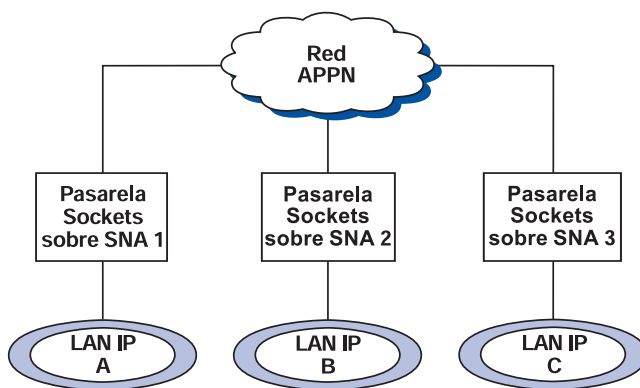 Red
APPN
Pasarela
Sockets
sobre SNA 1
Pasarela
Sockets
sobre SNA 2
Pasarela
Sockets
sobre SNA 3
LAN IP
A
LAN IP
B
LAN IP
C